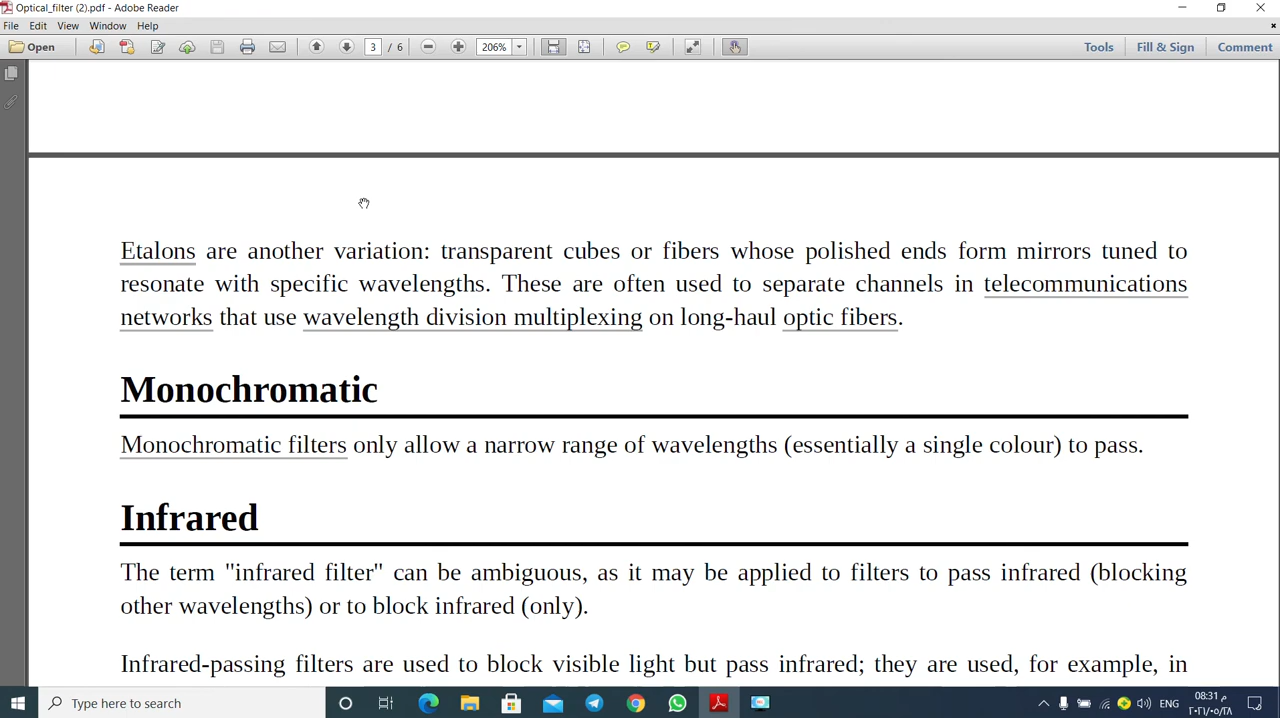 Optical_filter (2).pdf - Adobe Reader
File Edit View Window Help
Open 3 / 6 206% Tools Fill & Sign Comment
Etalons are another variation: transparent cubes or fibers whose polished ends form mirrors tuned to
resonate with specific wavelengths. These are often used to separate channels in telecommunications
networks that use wavelength division multiplexing on long-haul optic fibers.
Monochromatic
Monochromatic filters only allow a narrow range of wavelengths (essentially a single colour) to pass.
Infrared
The term "infrared filter" can be ambiguous, as it may be applied to filters to pass infrared (blocking
other wavelengths) or to block infrared (only).
Infrared-passing filters are used to block visible light but pass infrared; they are used, for example, in
Type here to search ENG 08:31 م
٢٠٢١/٠٥/٢٨